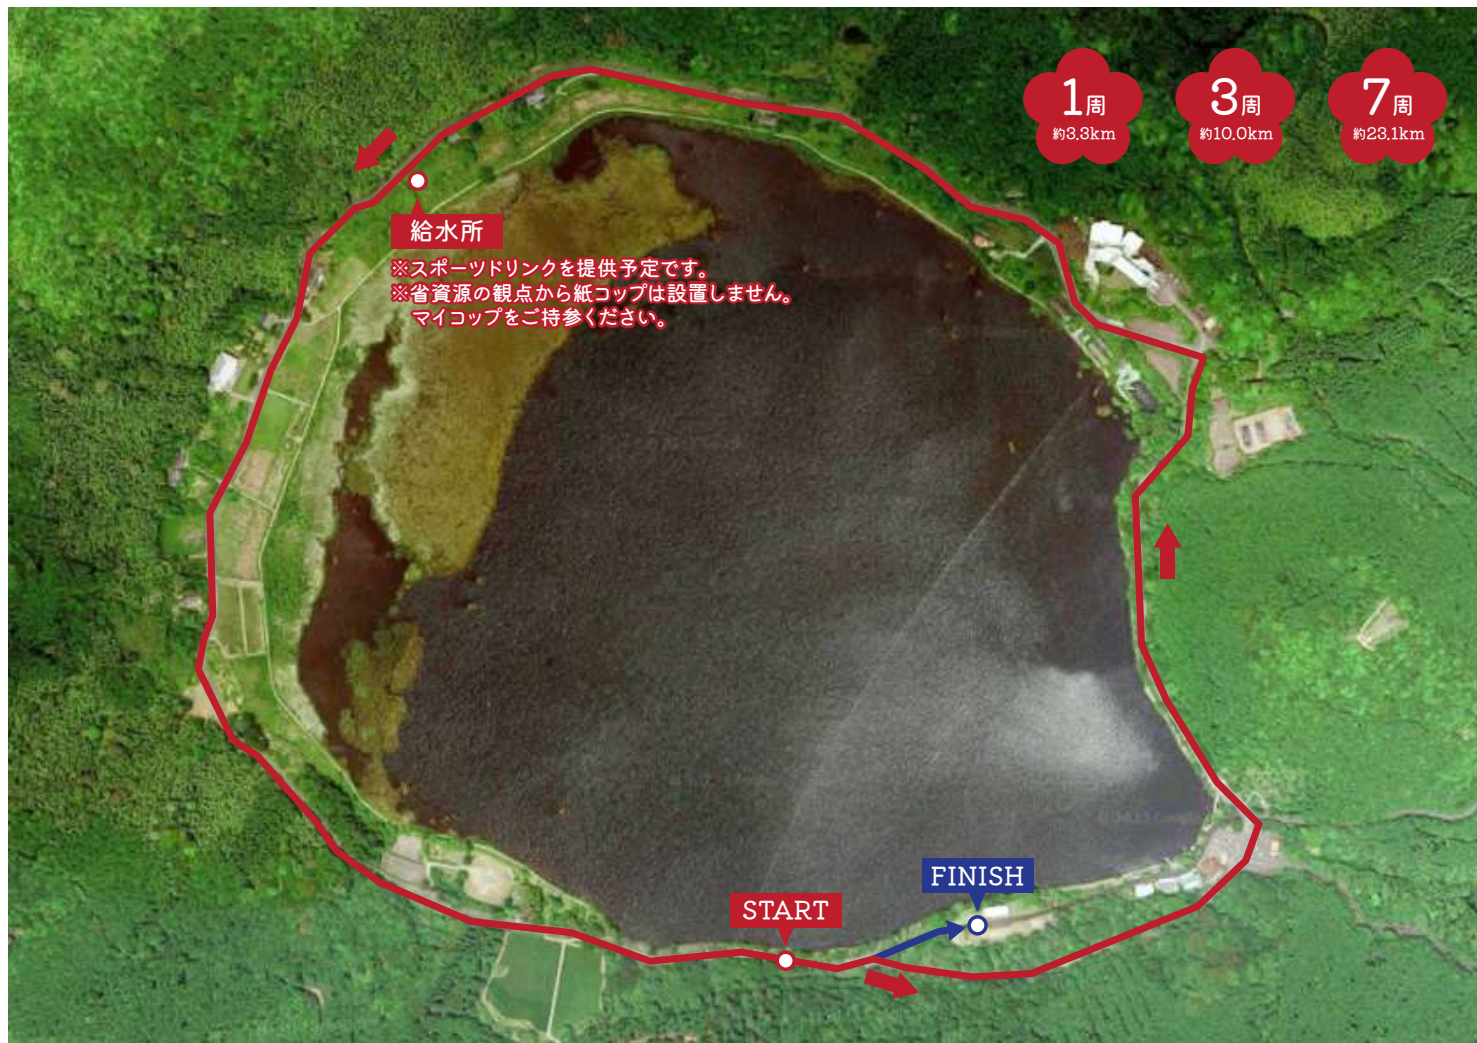 1周
約3.3km
3周
約10.0km
7周
約23.1km
給水所
※スポーツドリンクを提供予定です。
※省資源の観点から紙コップは設置しません。
マイコップをご持参ください。
FINISH
START